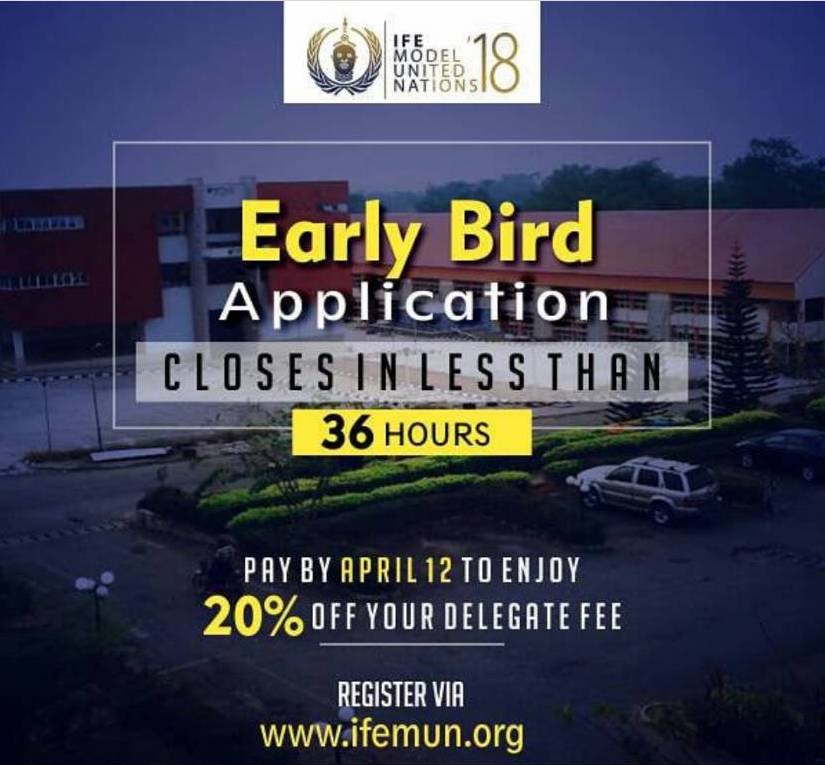 IFE
MODEL
UNITED
NATIONS
'18
Early Bird
Application
CLOSES IN LESS THAN
36 HOURS
PAY BY APRIL 12 TO ENJOY
20% OFF YOUR DELEGATE FEE
REGISTER VIA
www.ifemun.org